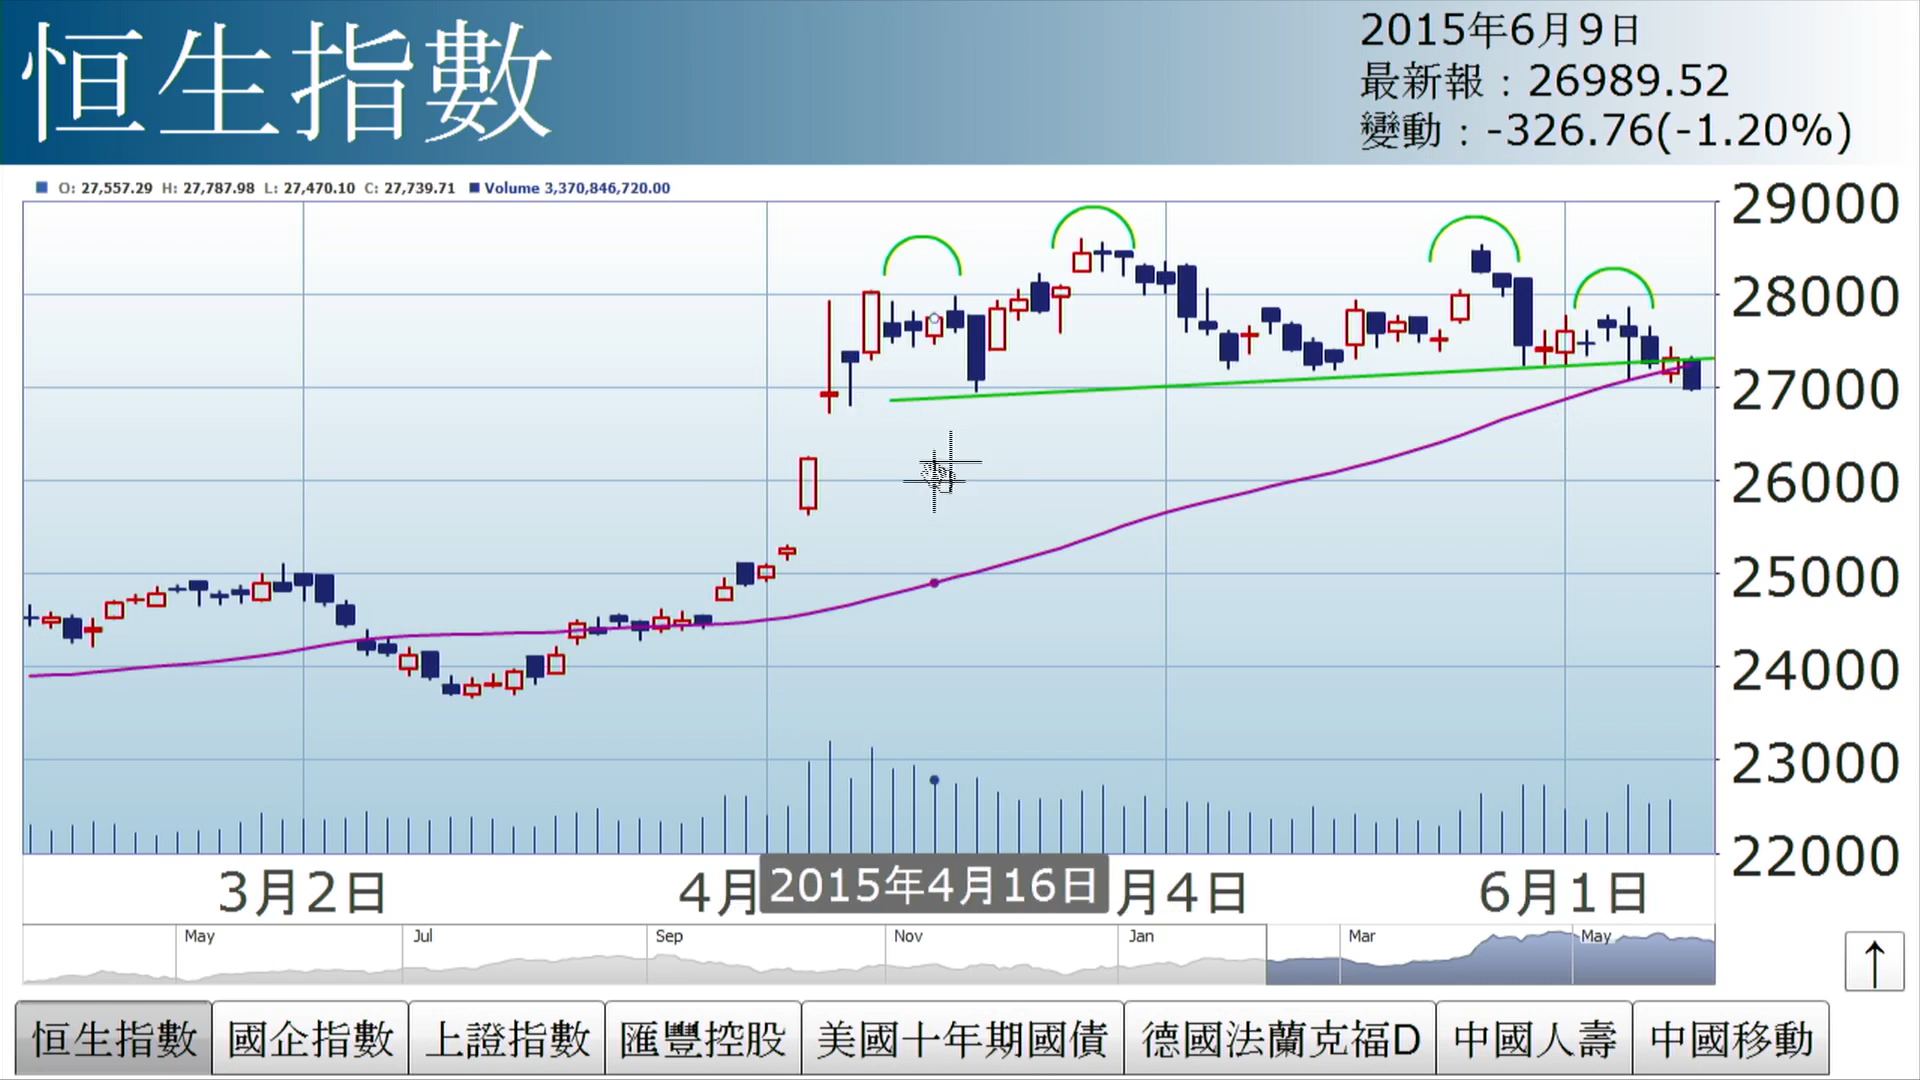 恒生指數
2015年6月9日
最新報：26989.52
變動：-326.76(-1.20%)
O: 27,557.29 H: 27,787.98 L: 27,470.10 C: 27,739.71 Volume 3,370,846,720.00
29000
28000
27000
26000
25000
24000
23000
22000
3月2日 4月 2015年4月16日 月4日 6月1日
May Jul Sep Nov Jan Mar May
↑
恒生指數 國企指數 上證指數 匯豐控股 美國十年期國債 德國法蘭克福D 中國人壽 中國移動